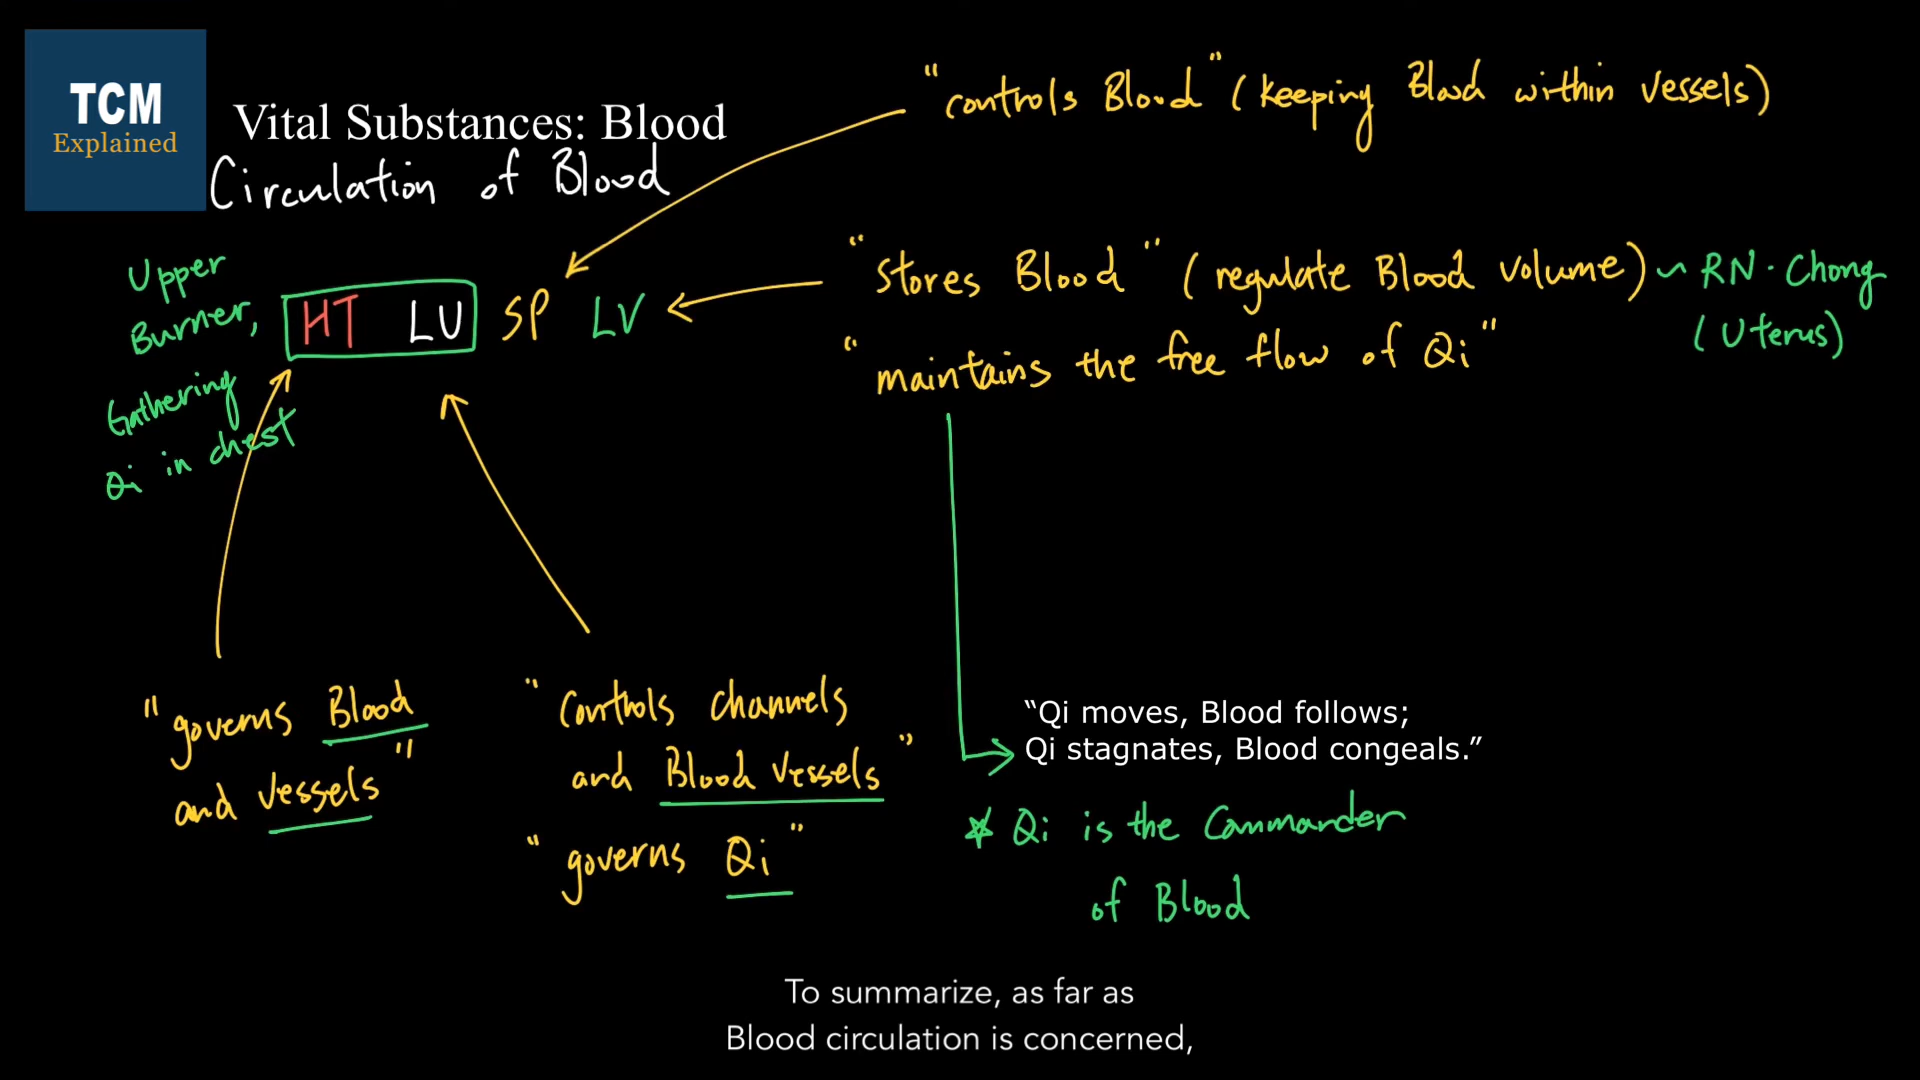 TCM
Explained
Vital Substances: Blood
Circulation of Blood
"controls Blood" (keeping Blood within vessels)
"Stores Blood" (regulate Blood volume) ~ RN · Chong
(Uterus)
"maintains the free flow of Qi"
Upper
Burner,
Gathering
Qi in chest
HT LU SP LV
"governs Blood
and Vessels"
"Controls channels
and Blood Vessels"
"governs Qi"
“Qi moves, Blood follows;
Qi stagnates, Blood congeals.”
* Qi is the Commander
of Blood
To summarize, as far as
Blood circulation is concerned,